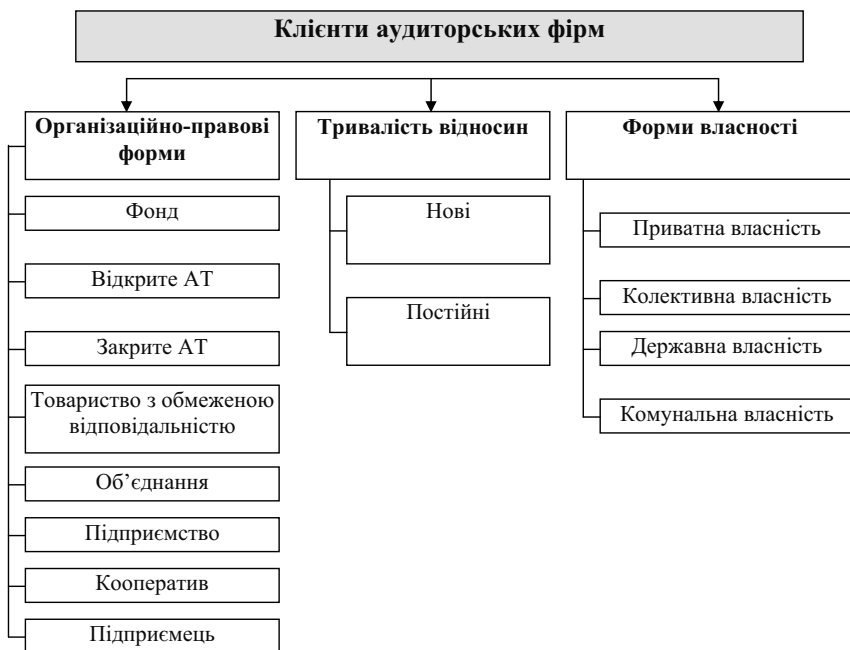 Клієнти аудиторських фірм
Організаційно-правові
форми
Фонд
Відкрите АТ
Закрите АТ
Товариство з обмеженою
відповідальністю
Об’єднання
Підприємство
Кооператив
Підприємець
Тривалість відносин
Нові
Постійні
Форми власності
Приватна власність
Колективна власність
Державна власність
Комунальна власність